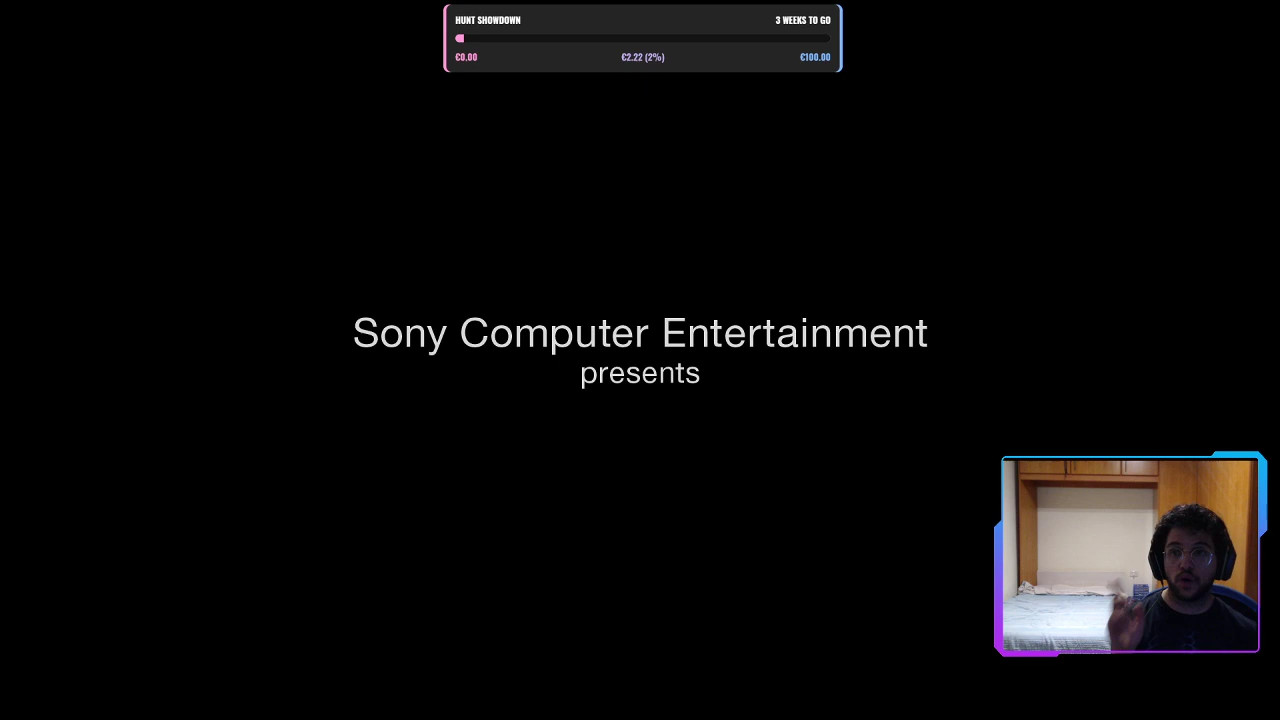 HUNT SHOWDOWN 3 WEEKS TO GO
€0.00 €2.22 (2%) €100.00
Sony Computer Entertainment
presents